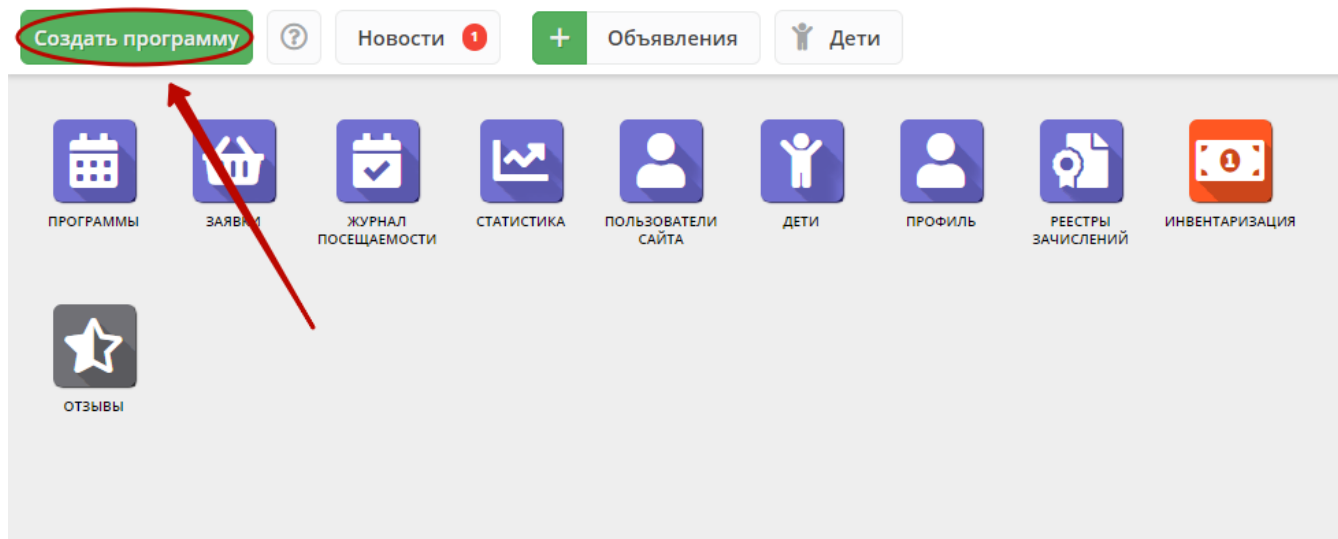 Создать программу
?
Новости 1
+ Объявления
Дети
ПРОГРАММЫ
ЗАЯВКИ
ЖУРНАЛ
ПОСЕЩАЕМОСТИ
СТАТИСТИКА
ПОЛЬЗОВАТЕЛИ
САЙТА
ДЕТИ
ПРОФИЛЬ
РЕЕСТРЫ
ЗАЧИСЛЕНИЙ
1
ИНВЕНТАРИЗАЦИЯ
ОТЗЫВЫ